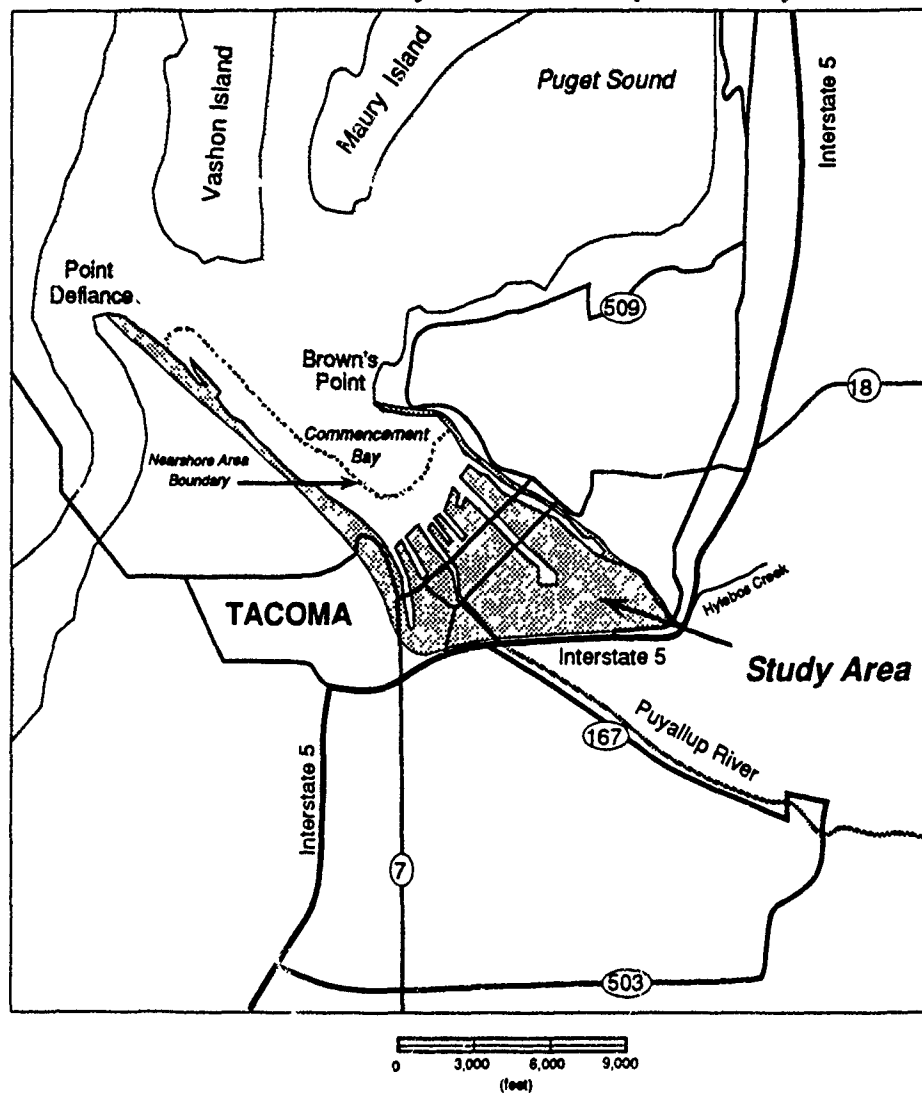 Vashon Island
Maury Island
Puget Sound
Interstate 5
Point
Defiance
509
Brown's
Point
18
Commencement
Bay
Nearshore Area
Boundary
TACOMA
Hylebos Creek
Interstate 5
Study Area
Interstate 5
167
Puyallup River
7
503
0 3,000 6,000 9,000
(feet)